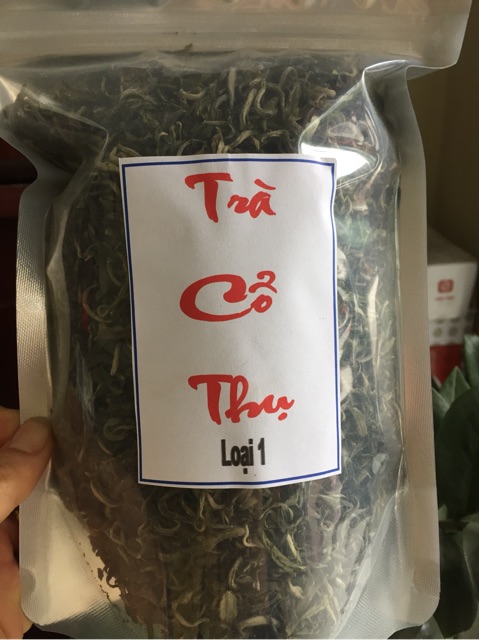 Trà
Cổ
Thụ
Loại 1